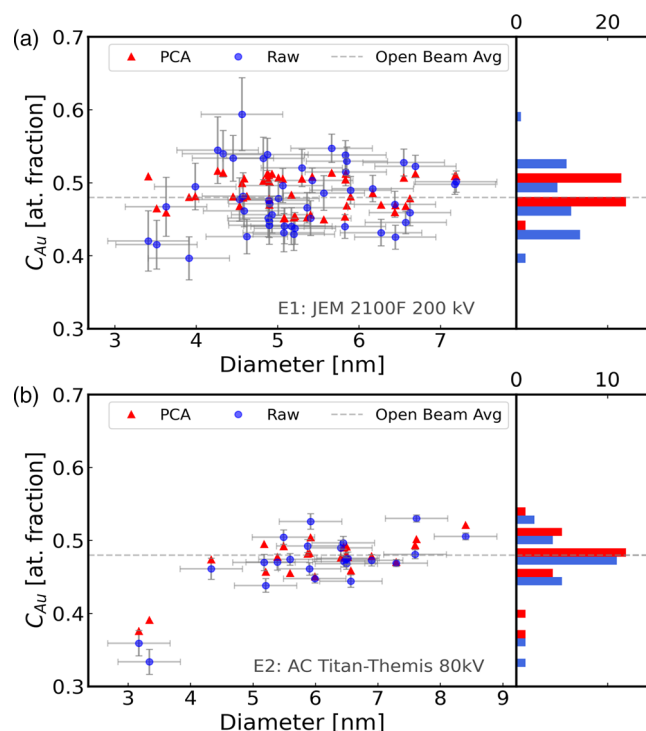 (a)
0 20
0.7
PCA Raw Open Beam Avg
0.6
0.5
0.4
0.3
C_Au [at. fraction]
E1: JEM 2100F 200 kV
3 4 5 6 7
Diameter [nm]
(b)
0 10
0.7
PCA Raw Open Beam Avg
0.6
0.5
0.4
0.3
C_Au [at. fraction]
E2: AC Titan-Themis 80kV
3 4 5 6 7 8 9
Diameter [nm]